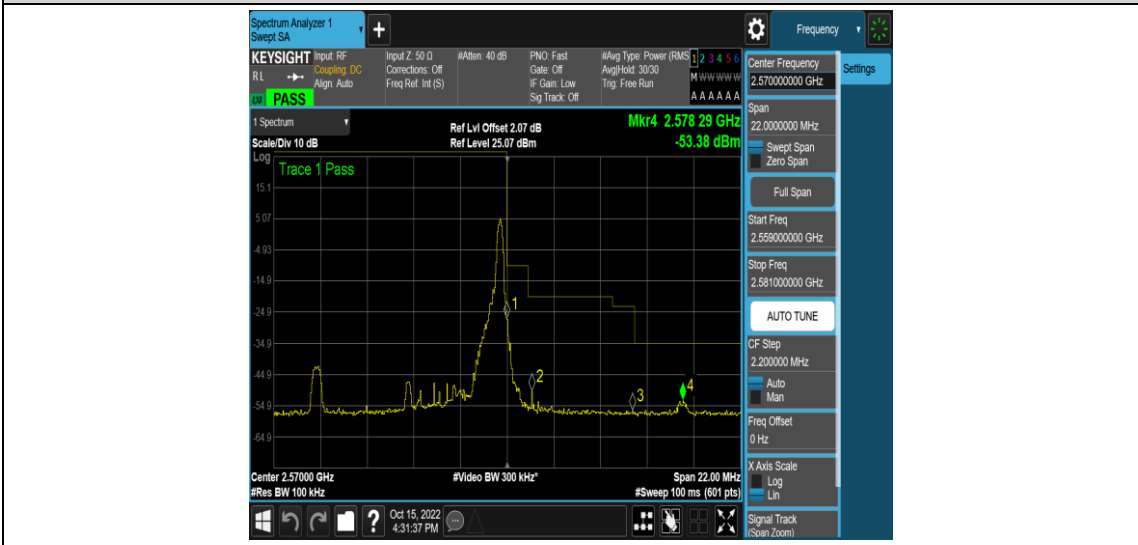 Spectrum Analyzer 1
Swept SA
Frequency
KEYSIGHT
RL
LXI PASS
Input: RF
Coupling: DC
Align: Auto
Input Z: 50 Ω
Corrections: Off
Freq Ref: Int (S)
#Atten: 40 dB
PNO: Fast
Gate: Off
IF Gain: Low
Sig Track: Off
#Avg Type: Power (RMS
Avg|Hold: 30/30
Trig: Free Run
1 2 3 4 5 6
M W W W W W
A A A A A A
1 Spectrum
Scale/Div 10 dB
Ref Lvl Offset 2.07 dB
Ref Level 25.07 dBm
Mkr4 2.578 29 GHz
-53.38 dBm
Log
Trace 1 Pass
15.1
5.07
-4.93
-14.9
-24.9
-34.9
-44.9
-54.9
-64.9
1
2
3
4
Center 2.57000 GHz
#Res BW 100 kHz
#Video BW 300 kHz*
Span 22.00 MHz
#Sweep 100 ms (601 pts)
Center Frequency
2.570000000 GHz
Settings
Span
22.0000000 MHz
Swept Span
Zero Span
Full Span
Start Freq
2.559000000 GHz
Stop Freq
2.581000000 GHz
AUTO TUNE
CF Step
2.200000 MHz
Auto
Man
Freq Offset
0 Hz
X Axis Scale
Log
Lin
Signal Track
(Span Zoom)
?
Oct 15, 2022
4:31:37 PM